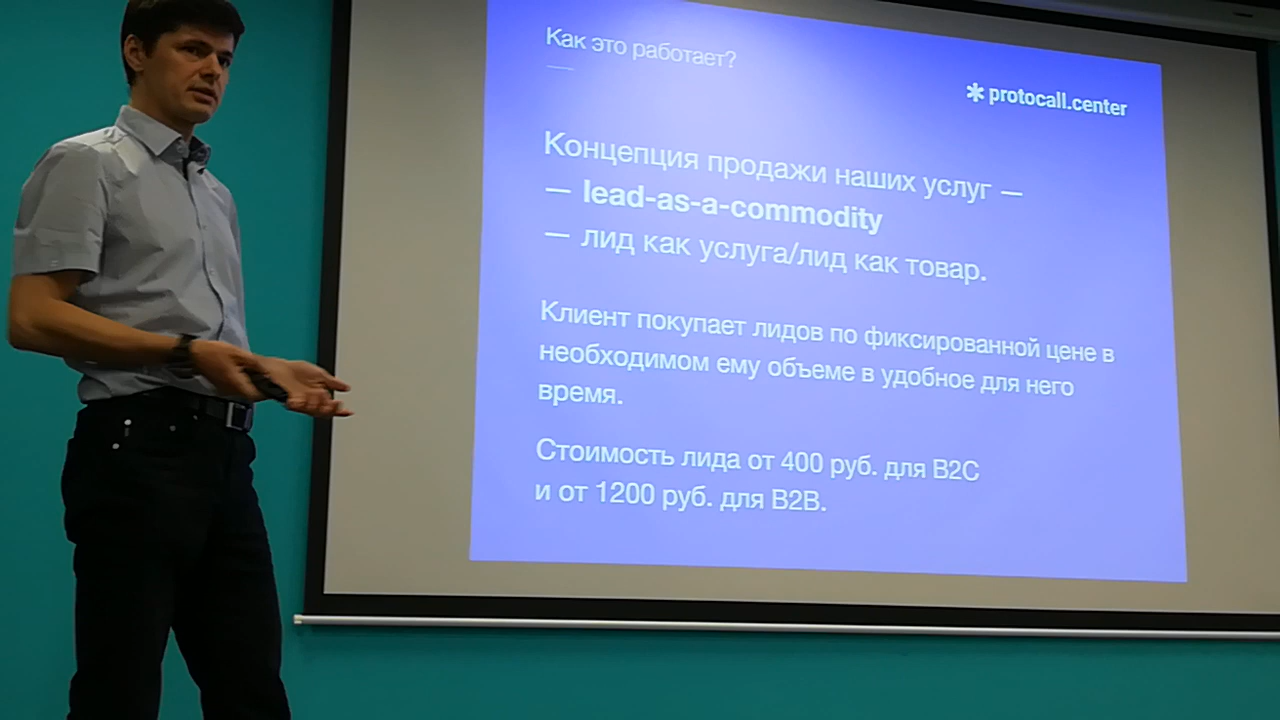 Как это работает?
✱ protocall.center
Концепция продажи наших услуг —
— lead-as-a-commodity
— лид как услуга/лид как товар.
Клиент покупает лидов по фиксированной цене в
необходимом ему объеме в удобное для него
время.
Стоимость лида от 400 руб. для B2C
и от 1200 руб. для B2B.